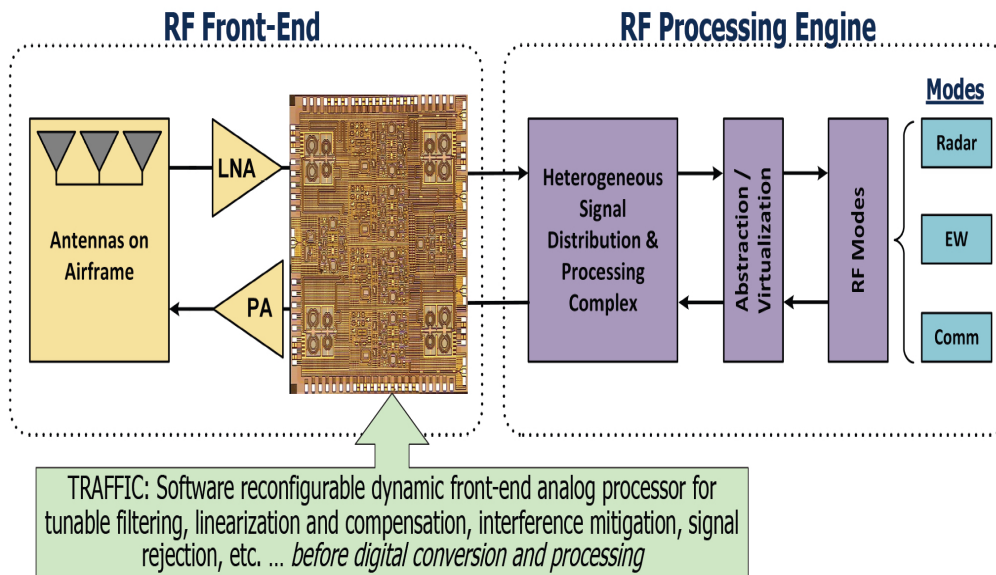 RF Front-End
RF Processing Engine
Modes
Antennas on
Airframe
LNA
PA
Heterogeneous
Signal
Distribution &
Processing
Complex
Abstraction /
Virtualization
RF Modes
Radar
EW
Comm
TRAFFIC: Software reconfigurable dynamic front-end analog processor for
tunable filtering, linearization and compensation, interference mitigation, signal
rejection, etc. ... before digital conversion and processing